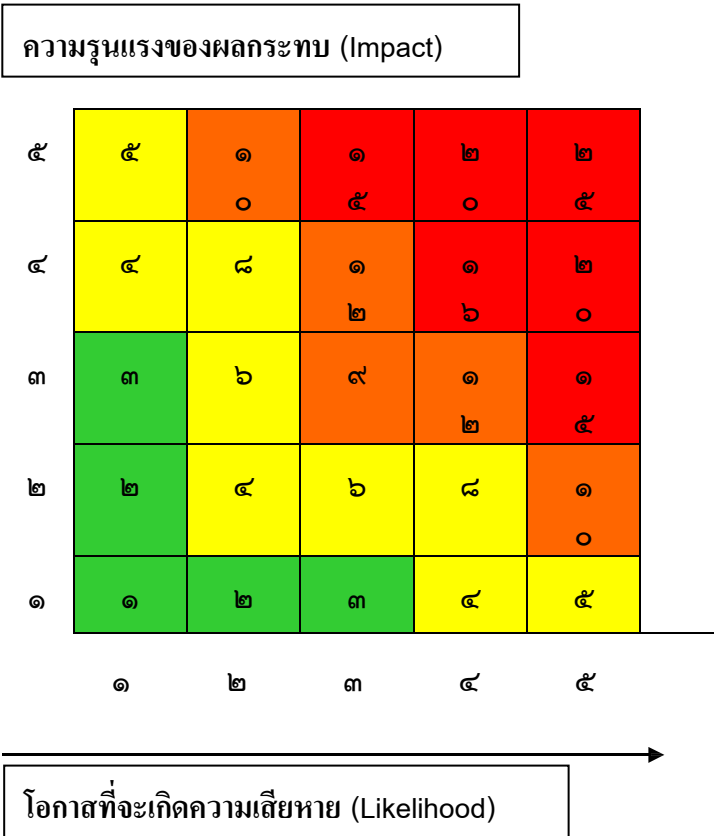 ความรุนแรงของผลกระทบ (Impact)
๕ ๕ ๑ ๑ ๒ ๒
๐ ๕ ๐ ๕
๔ ๔ ๘ ๑ ๑ ๒
๒ ๖ ๐
๓ ๓ ๖ ๙ ๑ ๑
๒ ๕
๒ ๒ ๔ ๖ ๘ ๑
๐
๑ ๑ ๒ ๓ ๔ ๕
๑ ๒ ๓ ๔ ๕
โอกาสที่จะเกิดความเสียหาย (Likelihood)